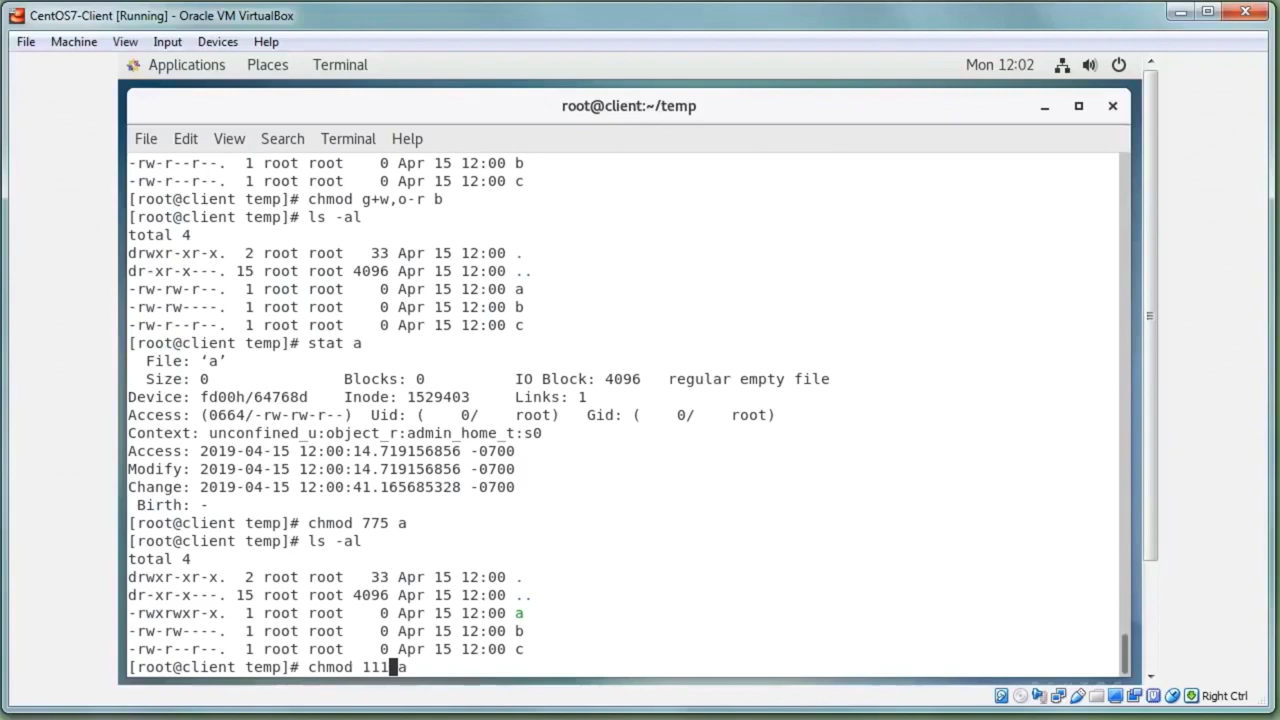 CentOS7-Client [Running] - Oracle VM VirtualBox
File Machine View Input Devices Help
Applications Places Terminal Mon 12:02
root@client:~/temp
File Edit View Search Terminal Help
-rw-r--r--. 1 root root 0 Apr 15 12:00 b
-rw-r--r--. 1 root root 0 Apr 15 12:00 c
[root@client temp]# chmod g+w,o-r b
[root@client temp]# ls -al
total 4
drwxr-xr-x. 2 root root 33 Apr 15 12:00 .
dr-xr-x---. 15 root root 4096 Apr 15 12:00 ..
-rw-rw-r--. 1 root root 0 Apr 15 12:00 a
-rw-rw----. 1 root root 0 Apr 15 12:00 b
-rw-r--r--. 1 root root 0 Apr 15 12:00 c
[root@client temp]# stat a
File: ‘a’
Size: 0 Blocks: 0 IO Block: 4096 regular empty file
Device: fd00h/64768d Inode: 1529403 Links: 1
Access: (0664/-rw-rw-r--) Uid: ( 0/ root) Gid: ( 0/ root)
Context: unconfined_u:object_r:admin_home_t:s0
Access: 2019-04-15 12:00:14.719156856 -0700
Modify: 2019-04-15 12:00:14.719156856 -0700
Change: 2019-04-15 12:00:41.165685328 -0700
Birth: -
[root@client temp]# chmod 775 a
[root@client temp]# ls -al
total 4
drwxr-xr-x. 2 root root 33 Apr 15 12:00 .
dr-xr-x---. 15 root root 4096 Apr 15 12:00 ..
-rwxrwxr-x. 1 root root 0 Apr 15 12:00 a
-rw-rw----. 1 root root 0 Apr 15 12:00 b
-rw-r--r--. 1 root root 0 Apr 15 12:00 c
[root@client temp]# chmod 111 a
Right Ctrl